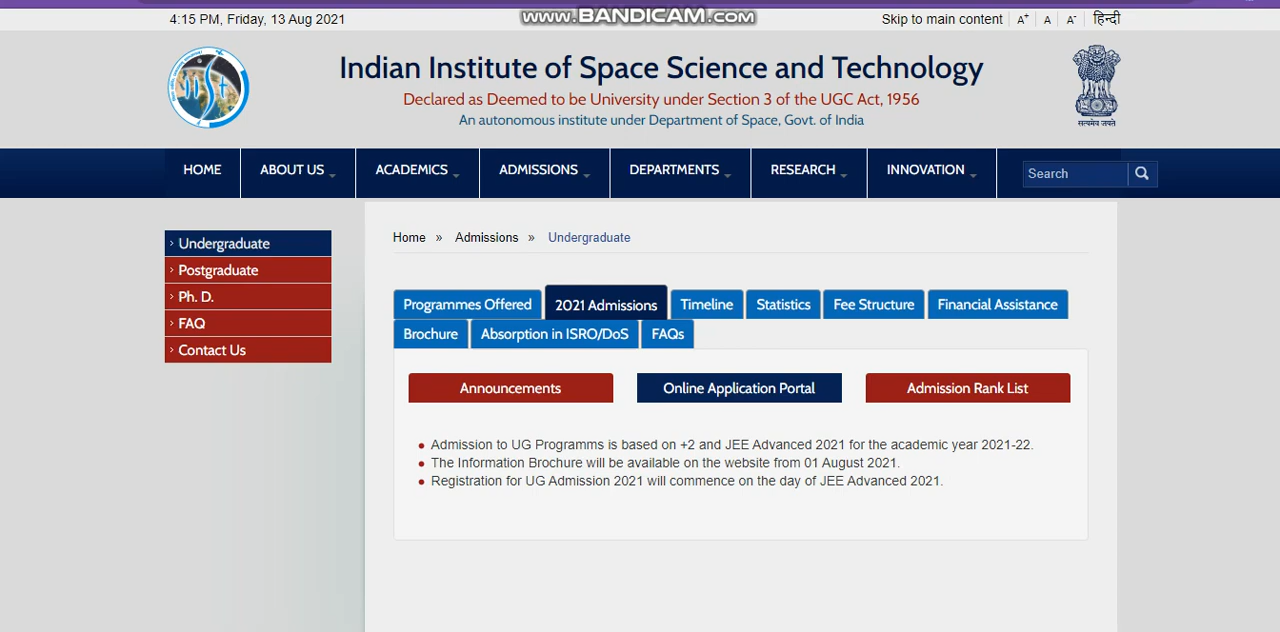 4:15 PM, Friday, 13 Aug 2021
www.BANDICAM.com
Skip to main content A+ A A- हिन्दी
Indian Institute of Space Science and Technology
Declared as Deemed to be University under Section 3 of the UGC Act, 1956
An autonomous institute under Department of Space, Govt. of India
सत्यमेव जयते
HOME ABOUT US ACADEMICS ADMISSIONS DEPARTMENTS RESEARCH INNOVATION Search
Undergraduate
Postgraduate
Ph. D.
FAQ
Contact Us
Home » Admissions » Undergraduate
Programmes Offered 2021 Admissions Timeline Statistics Fee Structure Financial Assistance
Brochure Absorption in ISRO/DoS FAQs
Announcements Online Application Portal Admission Rank List
Admission to UG Programms is based on +2 and JEE Advanced 2021 for the academic year 2021-22.
The Information Brochure will be available on the website from 01 August 2021.
Registration for UG Admission 2021 will commence on the day of JEE Advanced 2021.